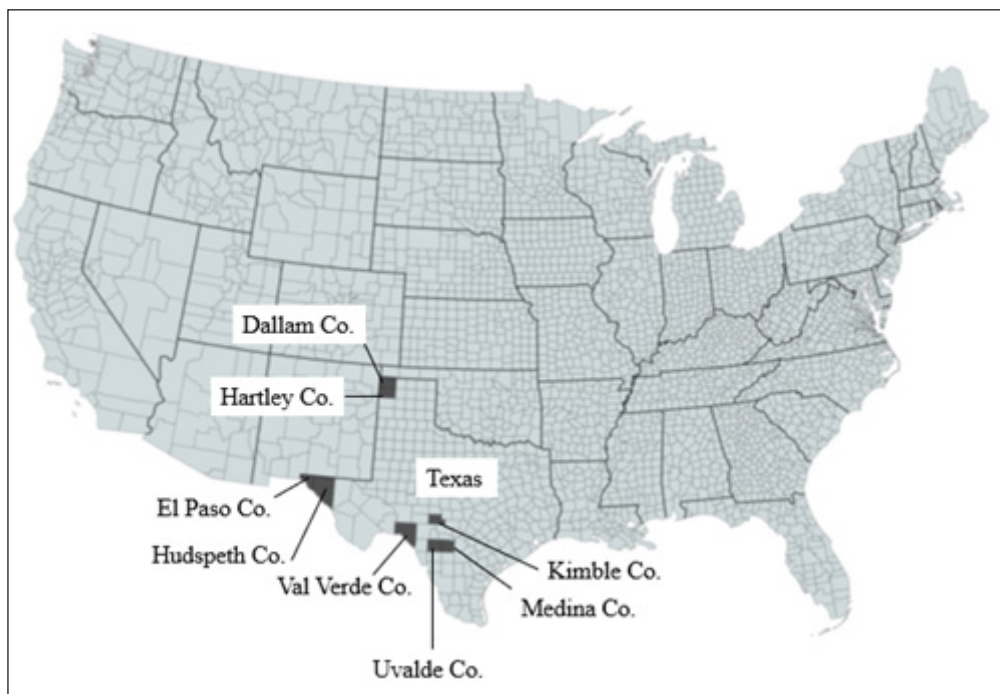 Dallam Co.
Hartley Co.
Texas
El Paso Co.
Hudspeth Co.
Val Verde Co.
Kimble Co.
Medina Co.
Uvalde Co.